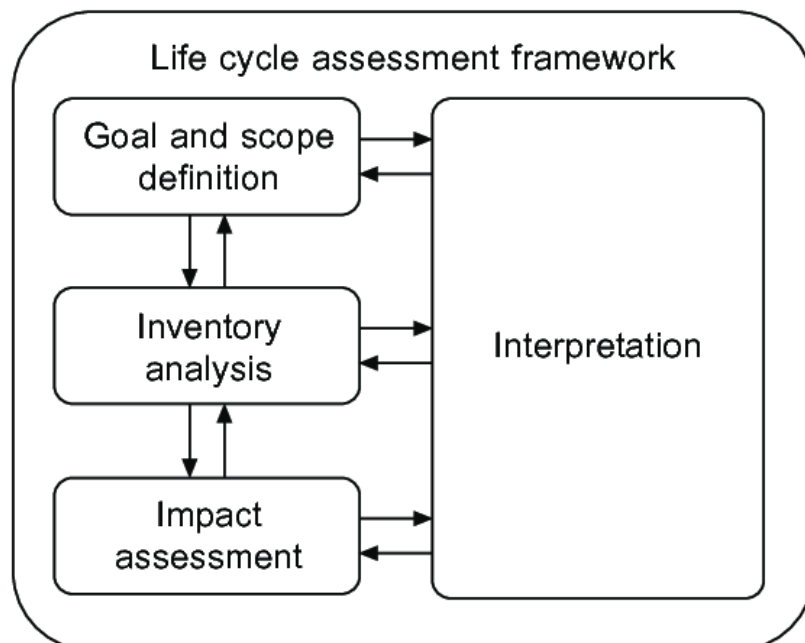 Life cycle assessment framework
Goal and scope
definition
Inventory
analysis
Impact
assessment
Interpretation